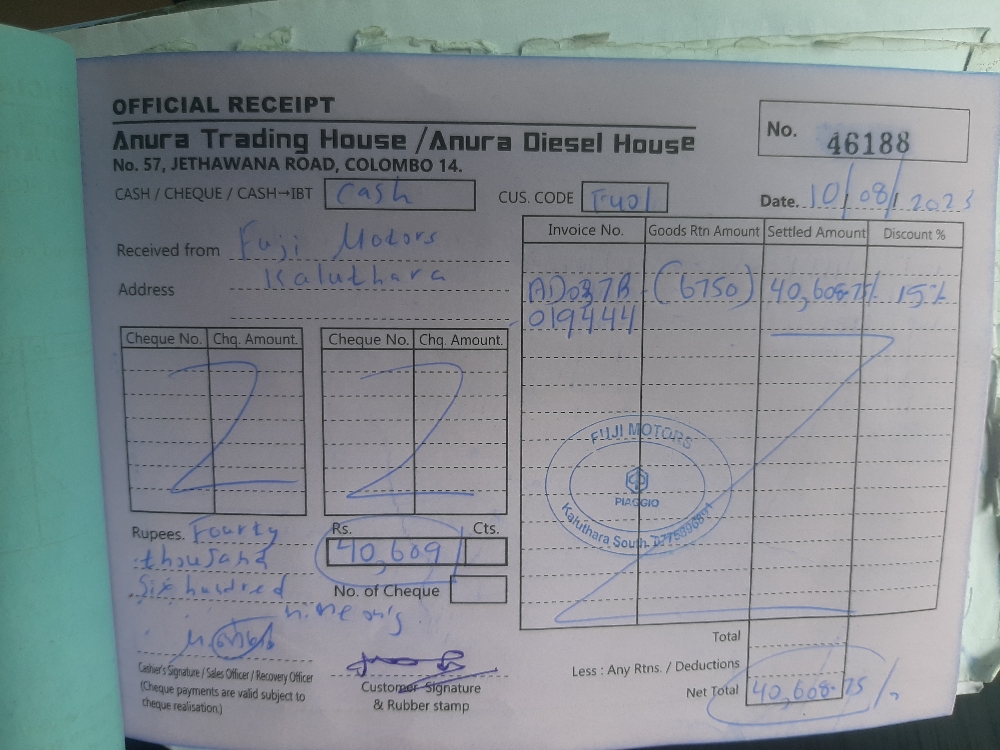 OFFICIAL RECEIPT
Anura Trading House / Anura Diesel House
No. 57, JETHAWANA ROAD, COLOMBO 14.
No. 46188
CASH / CHEQUE / CASH→IBT Cash
CUS. CODE FU01
Date. 10/08/2023
Received from Fuji Motors
Address Kaluthara
Invoice No. Goods Rtn Amount Settled Amount Discount %
AD037B (6750) 40,608.75/ 15%
019444
Cheque No. Chq. Amount. Cheque No. Chq. Amount.
FUJI MOTORS
PIAGGIO
Kaluthara South.
Rupees. Fourty
thousand
Six hundred
nine only
Rs. Cts.
40,609
No. of Cheque
Cashier's Signature / Sales Officer / Recovery Officer
(Cheque payments are valid subject to
cheque realisation.)
Customer Signature
& Rubber stamp
Total
Less : Any Rtns. / Deductions
Net Total 40,608.75/